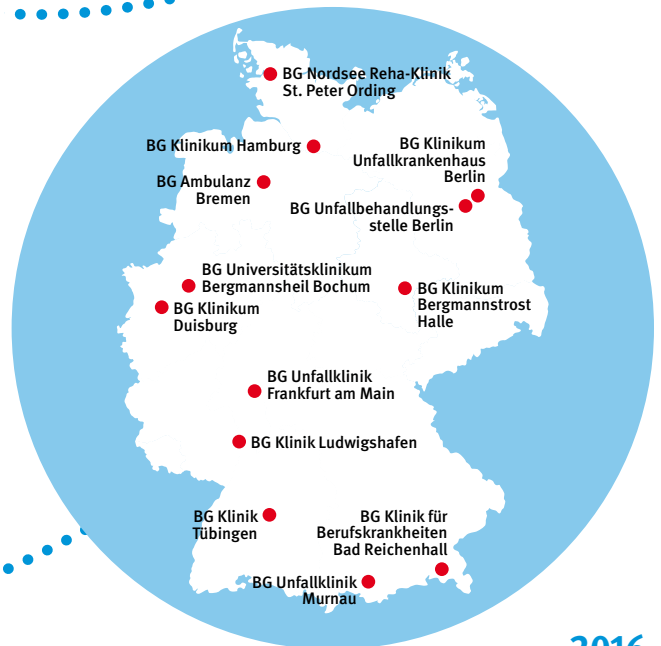 BG Nordsee Reha-Klinik
St. Peter Ording
BG Klinikum Hamburg
BG Klinikum
Unfallkrankenhaus
Berlin
BG Ambulanz
Bremen
BG Unfallbehandlungs-
stelle Berlin
BG Universitätsklinikum
Bergmannsheil Bochum
BG Klinikum
Duisburg
BG Klinikum
Bergmannstrost
Halle
BG Unfallklinik
Frankfurt am Main
BG Klinik Ludwigshafen
BG Klinik
Tübingen
BG Klinik für
Berufskrankheiten
Bad Reichenhall
BG Unfallklinik
Murnau
2016